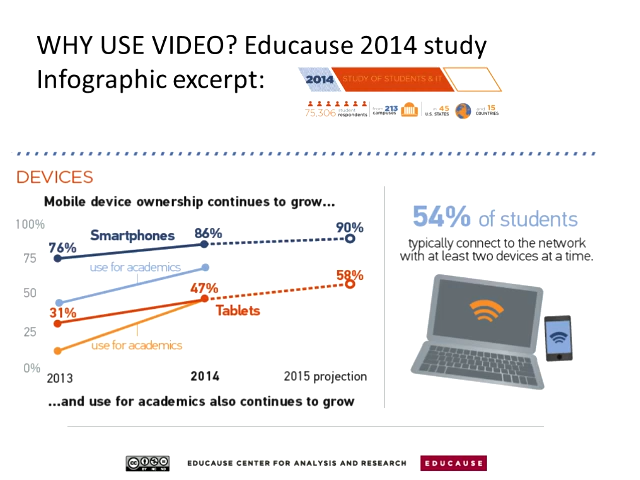 WHY USE VIDEO? Educause 2014 study
Infographic excerpt:
2014 STUDY OF STUDENTS & IT
75,306 student respondents
from 213 campuses
in 45 U.S. STATES
and 15 COUNTRIES
DEVICES
Mobile device ownership continues to grow...
100%
75
50
25
0%
76%
Smartphones
86%
90%
use for academics
31%
47%
58%
Tablets
use for academics
2013
2014
2015 projection
...and use for academics also continues to grow
54% of students
typically connect to the network
with at least two devices at a time.
cc
BY NC ND
EDUCAUSE CENTER FOR ANALYSIS AND RESEARCH
EDUCAUSE